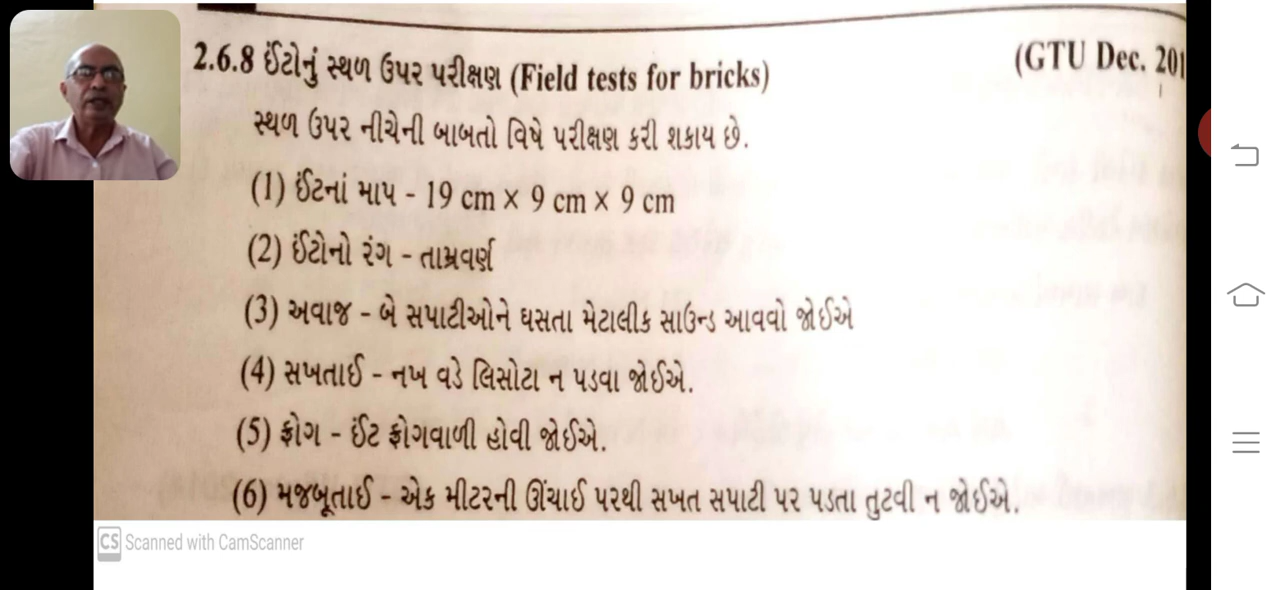 2.6.8 ઈંટોનું સ્થળ ઉપર પરીક્ષણ (Field tests for bricks) (GTU Dec. 201
સ્થળ ઉપર નીચેની બાબતો વિષે પરીક્ષણ કરી શકાય છે.
(1) ઈંટનાં માપ - 19 cm × 9 cm × 9 cm
(2) ઈંટોનો રંગ - તામ્રવર્ણ
(3) અવાજ - બે સપાટીઓને ઘસતા મેટાલીક સાઉન્ડ આવવો જોઈએ
(4) સખતાઈ - નખ વડે લિસોટા ન પડવા જોઈએ.
(5) ફ્રોગ - ઈંટ ફ્રોગવાળી હોવી જોઈએ.
(6) મજબૂતાઈ - એક મીટરની ઊંચાઈ પરથી સખત સપાટી પર પડતા તુટવી ન જોઈએ.
CS Scanned with CamScanner